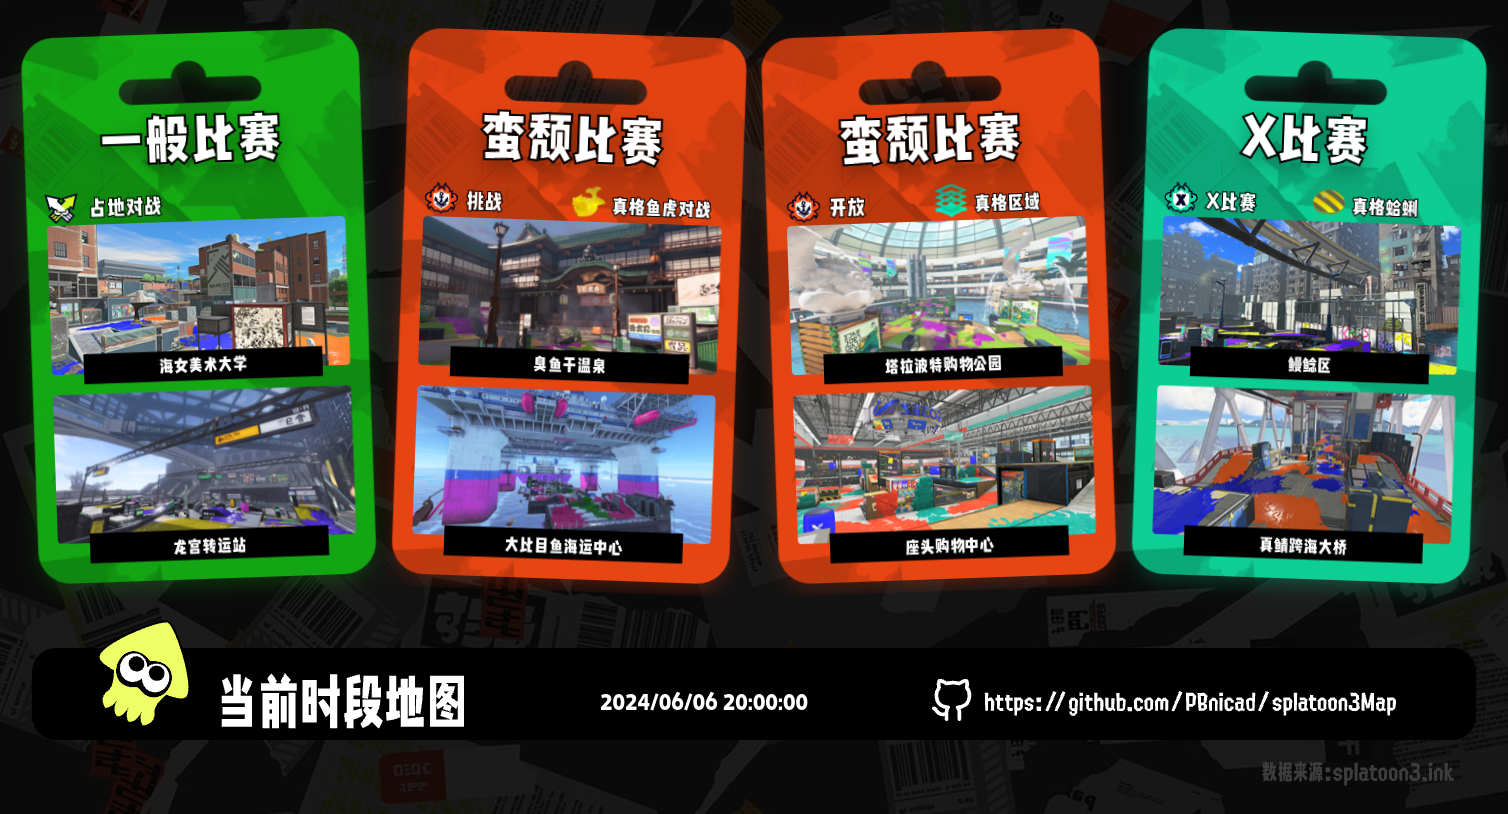 一般比赛
占地对战
海女美术大学
龙宫转运站
蛮颓比赛
挑战
真格鱼虎对战
臭鱼干温泉
大比目鱼海运中心
蛮颓比赛
开放
真格区域
塔拉波特购物公园
座头购物中心
X比赛
X比赛
真格蛤蜊
鳗鲶区
真鲭跨海大桥
当前时段地图
2024/06/06 20:00:00
https://github.com/PBnicad/splatoon3Map
数据来源:splatoon3.ink